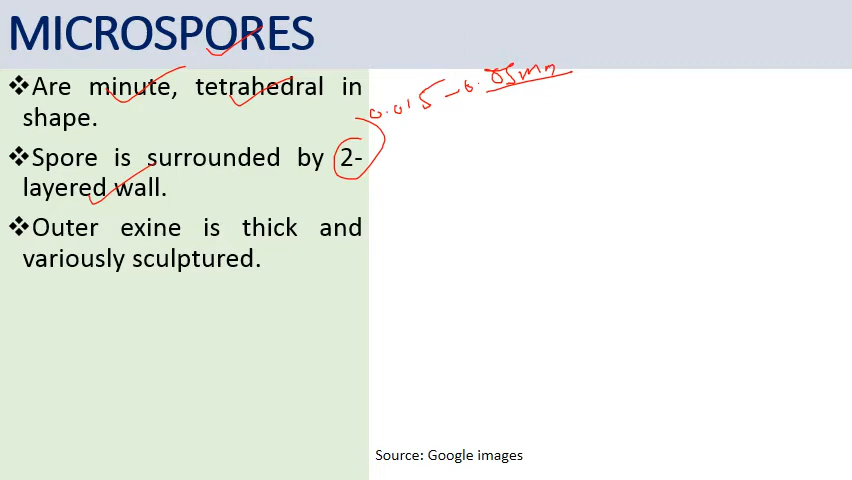 MICROSPORES
❖Are minute, tetrahedral in
shape.
0.015 - 0.05mm
❖Spore is surrounded by 2-
layered wall.
❖Outer exine is thick and
variously sculptured.
Source: Google images